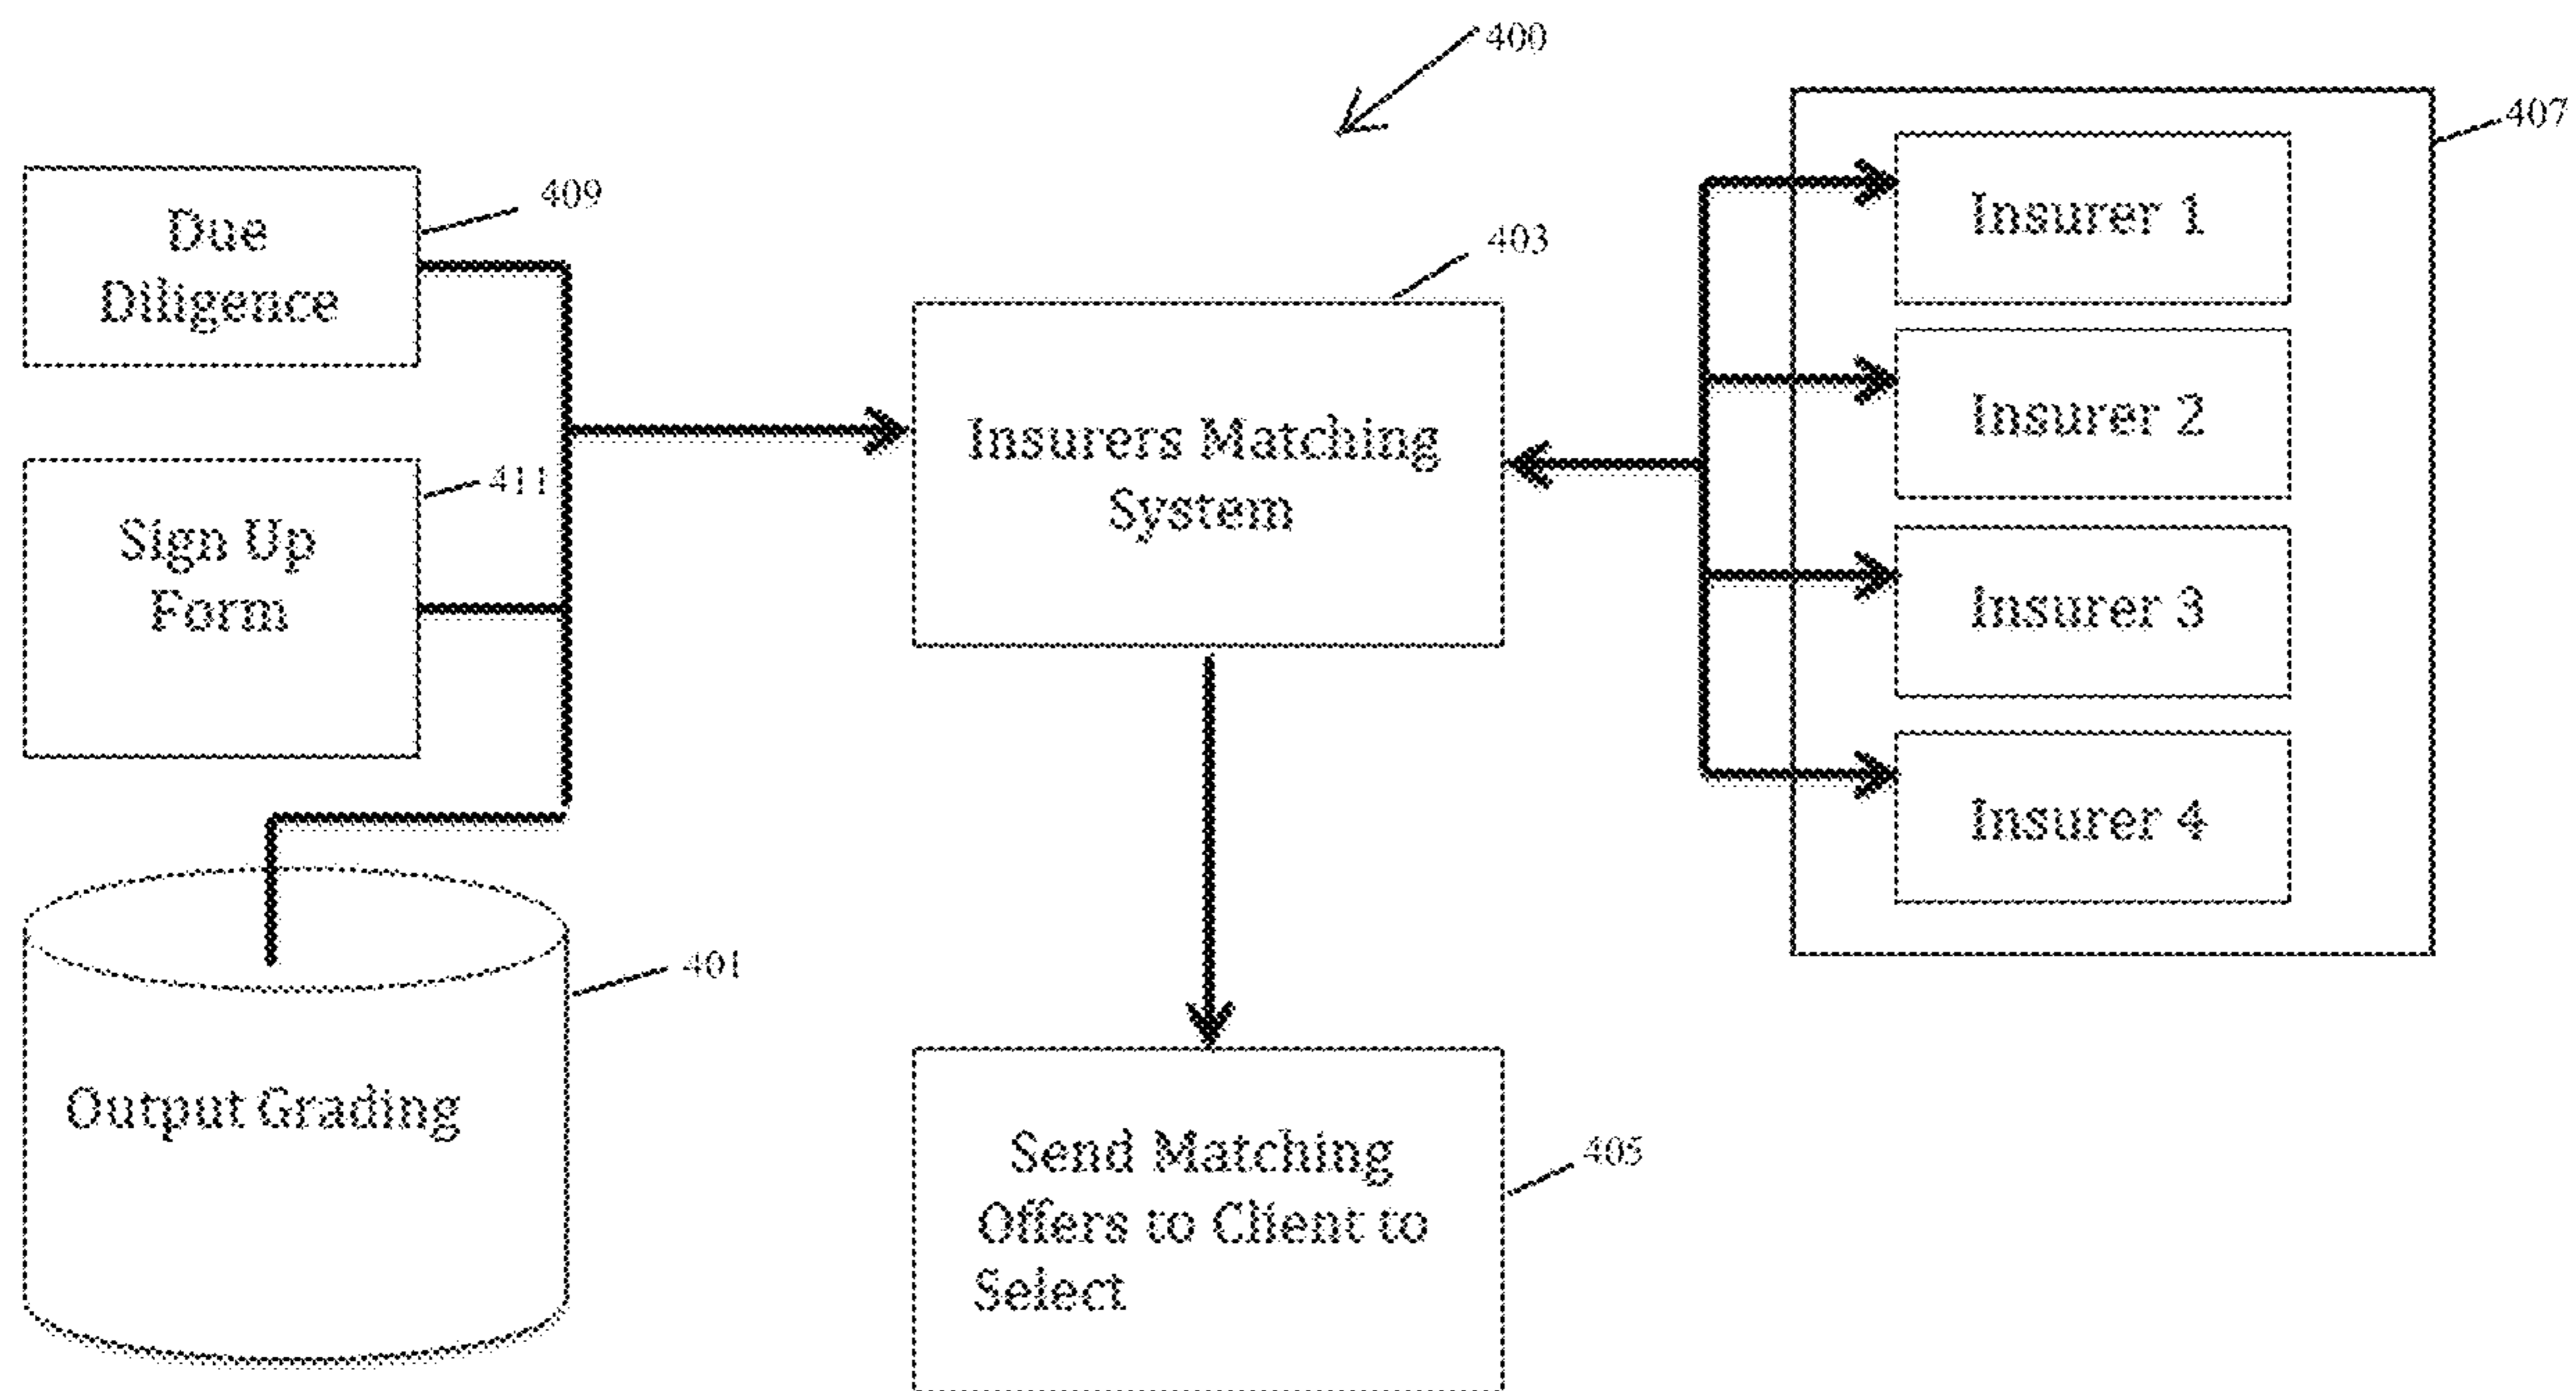 400
407
Insurer 1
409
Due
Diligence
403
Insurers Matching
System
Insurer 2
411
Sign Up
Form
Insurer 3
Insurer 4
401
Output Grading
405
Send Matching
Offers to Client to
Select